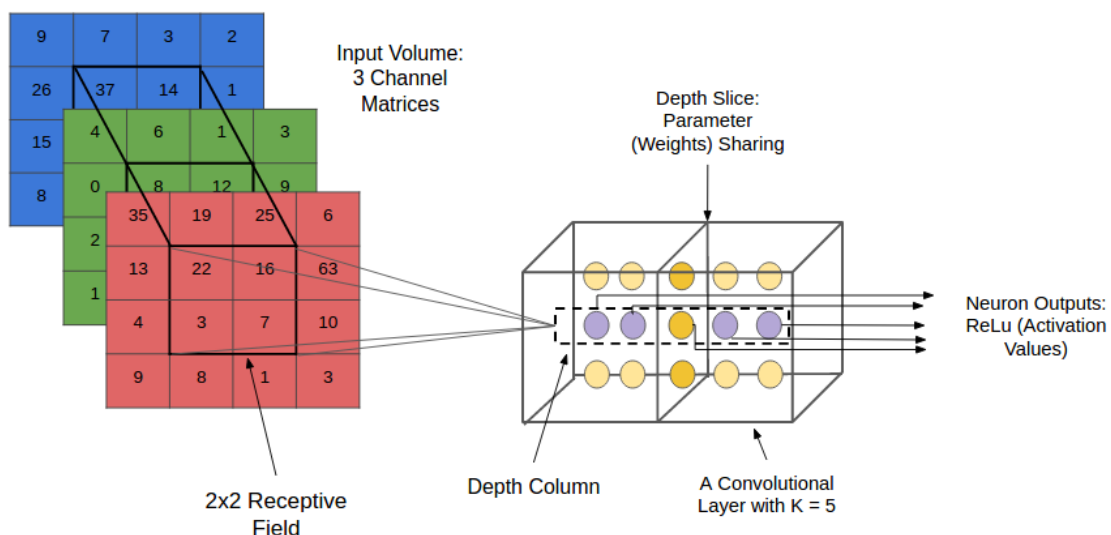 9 7 3 2
26 37 14 1
15
8
4 6 1 3
0 8 12 9
2
1
35 19 25 6
13 22 16 63
4 3 7 10
9 8 1 3
Input Volume:
3 Channel
Matrices
Depth Slice:
Parameter
(Weights) Sharing
Neuron Outputs:
ReLu (Activation
Values)
2x2 Receptive
Field
Depth Column
A Convolutional
Layer with K = 5